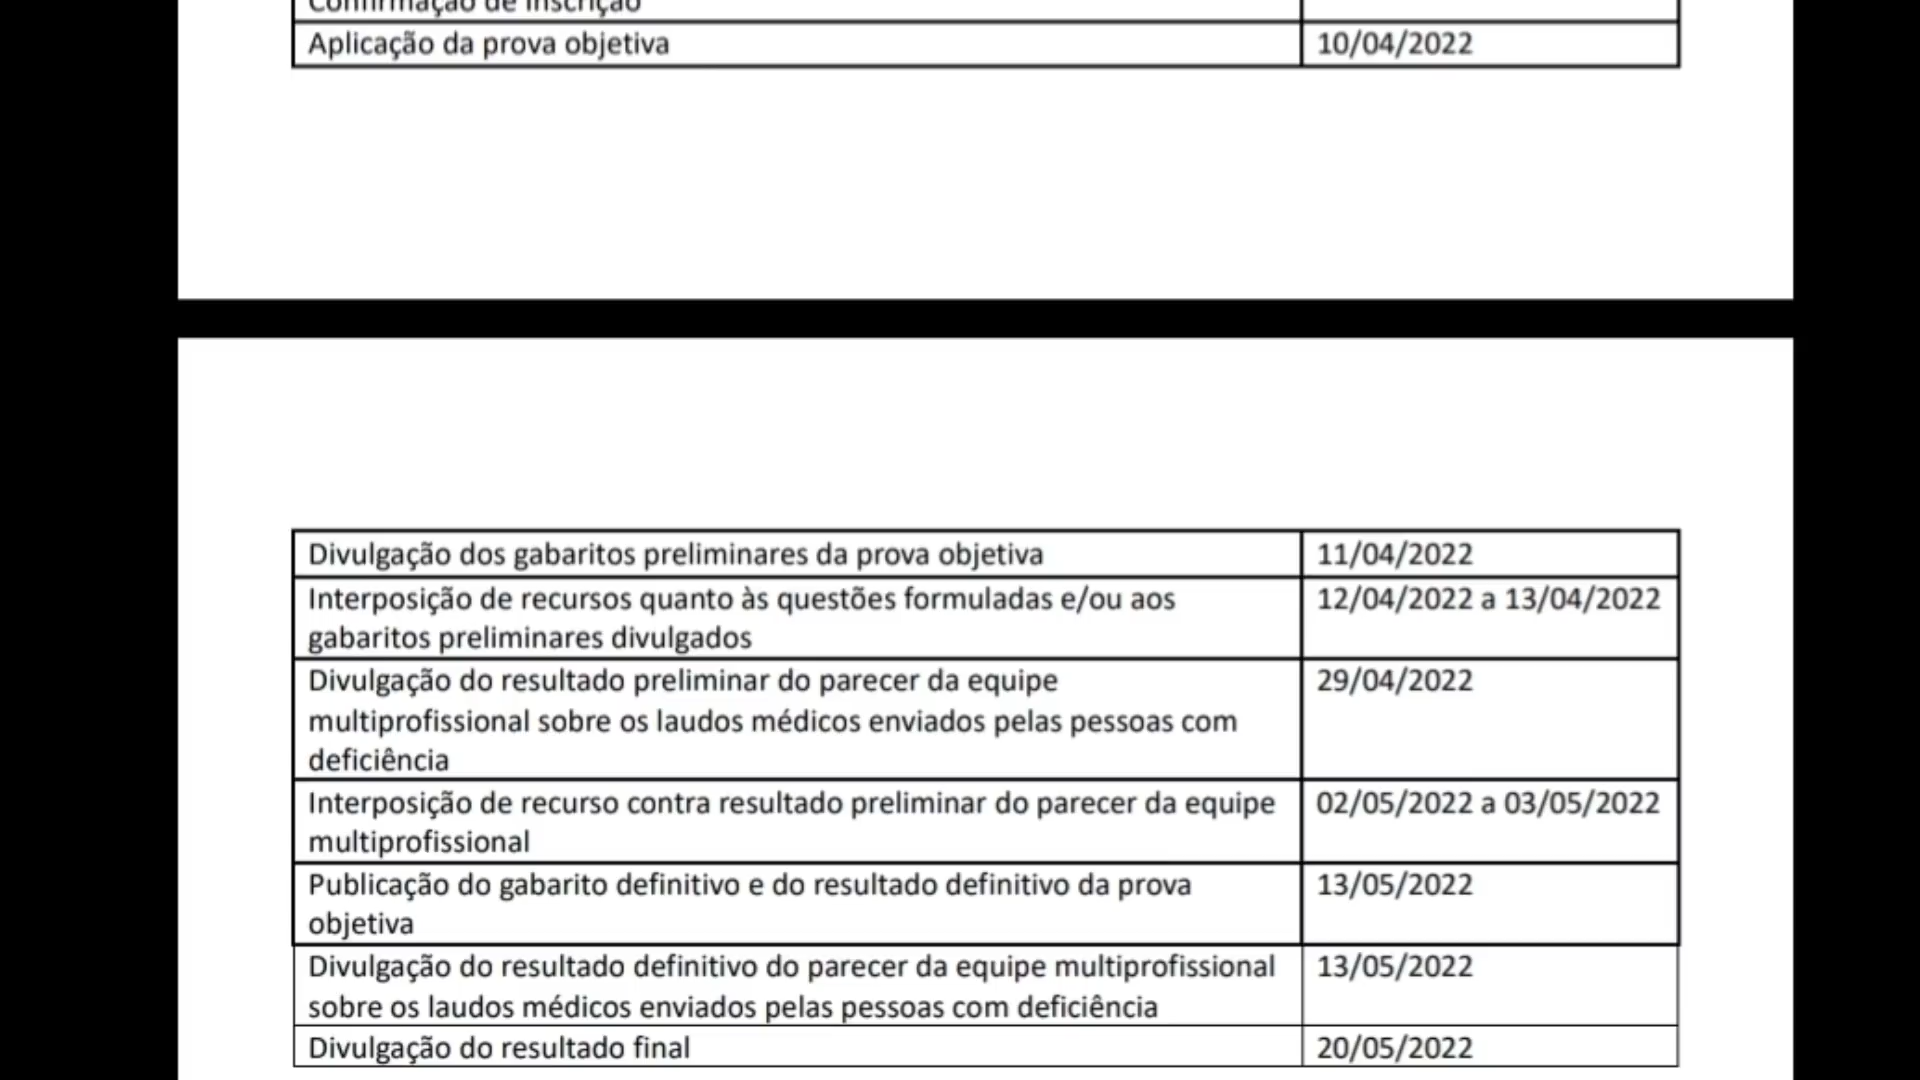 Confirmação de inscrição
Aplicação da prova objetiva 10/04/2022
Divulgação dos gabaritos preliminares da prova objetiva 11/04/2022
Interposição de recursos quanto às questões formuladas e/ou aos 12/04/2022 a 13/04/2022
gabaritos preliminares divulgados
Divulgação do resultado preliminar do parecer da equipe 29/04/2022
multiprofissional sobre os laudos médicos enviados pelas pessoas com
deficiência
Interposição de recurso contra resultado preliminar do parecer da equipe 02/05/2022 a 03/05/2022
multiprofissional
Publicação do gabarito definitivo e do resultado definitivo da prova 13/05/2022
objetiva
Divulgação do resultado definitivo do parecer da equipe multiprofissional 13/05/2022
sobre os laudos médicos enviados pelas pessoas com deficiência
Divulgação do resultado final 20/05/2022